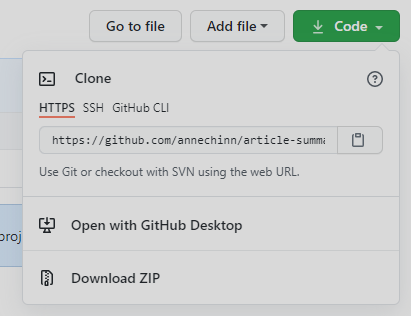 Go to file Add file Code
Clone
HTTPS SSH GitHub CLI
https://github.com/annechinn/article-summa
Use Git or checkout with SVN using the web URL.
Open with GitHub Desktop
proj
Download ZIP